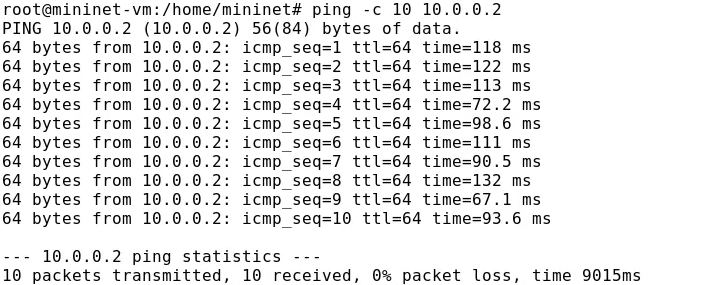 root@mininet-vm:/home/mininet# ping -c 10 10.0.0.2
PING 10.0.0.2 (10.0.0.2) 56(84) bytes of data.
64 bytes from 10.0.0.2: icmp_seq=1 ttl=64 time=118 ms
64 bytes from 10.0.0.2: icmp_seq=2 ttl=64 time=122 ms
64 bytes from 10.0.0.2: icmp_seq=3 ttl=64 time=113 ms
64 bytes from 10.0.0.2: icmp_seq=4 ttl=64 time=72.2 ms
64 bytes from 10.0.0.2: icmp_seq=5 ttl=64 time=98.6 ms
64 bytes from 10.0.0.2: icmp_seq=6 ttl=64 time=111 ms
64 bytes from 10.0.0.2: icmp_seq=7 ttl=64 time=90.5 ms
64 bytes from 10.0.0.2: icmp_seq=8 ttl=64 time=132 ms
64 bytes from 10.0.0.2: icmp_seq=9 ttl=64 time=67.1 ms
64 bytes from 10.0.0.2: icmp_seq=10 ttl=64 time=93.6 ms
--- 10.0.0.2 ping statistics ---
10 packets transmitted, 10 received, 0% packet loss, time 9015ms